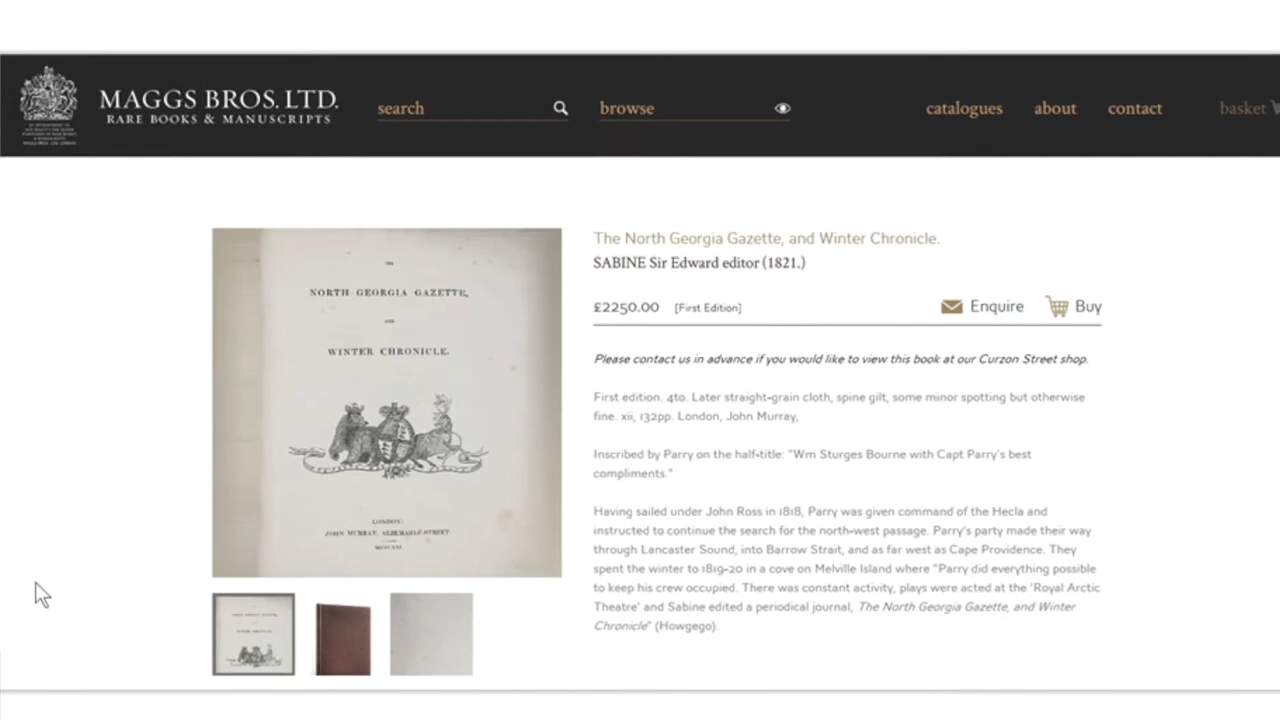 MAGGS BROS. LTD.
RARE BOOKS & MANUSCRIPTS
search
browse
catalogues
about
contact
basket
THE
NORTH GEORGIA GAZETTE,
AND
WINTER CHRONICLE.
LONDON:
JOHN MURRAY, ALBEMARLE-STREET.
MDCCCXXI.
The North Georgia Gazette, and Winter Chronicle.
SABINE Sir Edward editor (1821.)
£2250.00 [First Edition]
Enquire
Buy
Please contact us in advance if you would like to view this book at our Curzon Street shop.
First edition. 4to. Later straight-grain cloth, spine gilt, some minor spotting but otherwise
fine. xii, 132pp. London, John Murray,
Inscribed by Parry on the half-title: "Wm Sturges Bourne with Capt Parry's best
compliments."
Having sailed under John Ross in 1818, Parry was given command of the Hecla and
instructed to continue the search for the north-west passage. Parry's party made their way
through Lancaster Sound, into Barrow Strait, and as far west as Cape Providence. They
spent the winter to 1819-20 in a cove on Melville Island where "Parry did everything possible
to keep his crew occupied. There was constant activity, plays were acted at the 'Royal Arctic
Theatre' and Sabine edited a periodical journal, The North Georgia Gazette, and Winter
Chronicle" (Howgego).